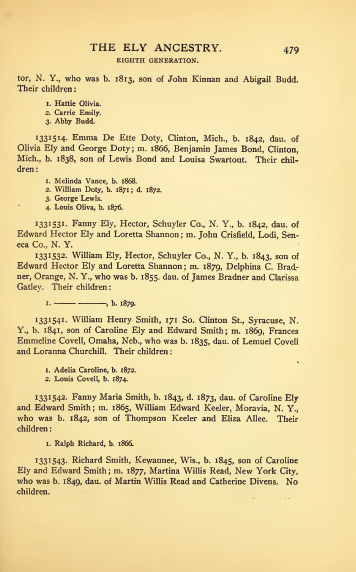 THE ELY ANCESTRY. 479
EIGHTH GENERATION.
tor, N. Y., who was b. 1813, son of John Kinnan and Abigail Budd.
Their children:
1. Hattie Olivia.
2. Carrie Emily.
3. Abby Budd.
1331514. Emma De Ette Doty, Clinton, Mich., b. 1842, dau. of
Olivia Ely and George Doty; m. 1866, Benjamin James Bond, Clinton,
Mich., b. 1838, son of Lewis Bond and Louisa Swartout. Their chil-
dren:
1. Melinda Vance, b. 1868.
2. William Doty, b. 1871; d. 1872.
3. George Lewis.
4. Louis Oliva, b. 1876.
1331531. Fanny Ely, Hector, Schuyler Co., N. Y., b. 1842, dau. of
Edward Hector Ely and Loretta Shannon; m. John Crisfield, Lodi, Sen-
eca Co., N. Y.
1331532. William Ely, Hector, Schuyler Co., N. Y., b. 1843, son of
Edward Hector Ely and Loretta Shannon; m. 1879, Delphina C. Brad-
ner, Orange, N. Y., who was b. 1855. dau. of James Bradner and Clarissa
Gatley. Their children:
1. —— ——, b. 1879.
1331541. William Henry Smith, 171 So. Clinton St., Syracuse, N.
Y., b. 1841, son of Caroline Ely and Edward Smith; m. 1869, Frances
Emmeline Covell, Omaha, Neb., who was b. 1835, dau. of Lemuel Covell
and Loranna Churchill. Their children:
1. Adelia Caroline, b. 1872.
2. Louis Covell, b. 1874.
1331542. Fanny Maria Smith, b. 1843, d. 1873, dau. of Caroline Ely
and Edward Smith; m. 1865, William Edward Keeler, Moravia, N. Y.,
who was b. 1842, son of Thompson Keeler and Eliza Allee. Their
children:
1. Ralph Richard, b. 1866.
1331543. Richard Smith, Kewaunee, Wis., b. 1845, son of Caroline
Ely and Edward Smith; m. 1877, Martina Willis Read, New York City,
who was b. 1849, dau. of Martin Willis Read and Catherine Divens. No
children.